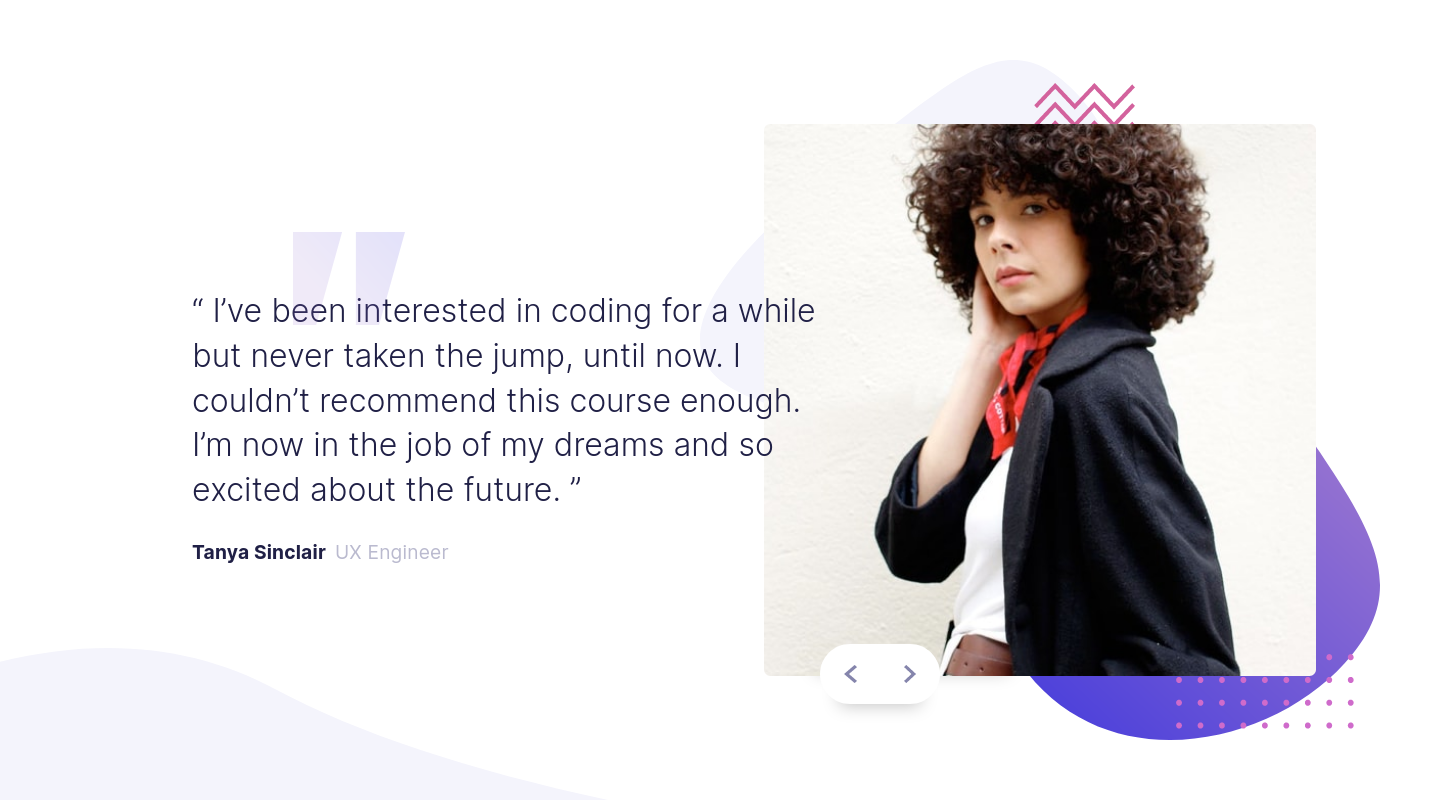 “ I’ve been interested in coding for a while
but never taken the jump, until now. I
couldn’t recommend this course enough.
I’m now in the job of my dreams and so
excited about the future. ”
Tanya Sinclair UX Engineer